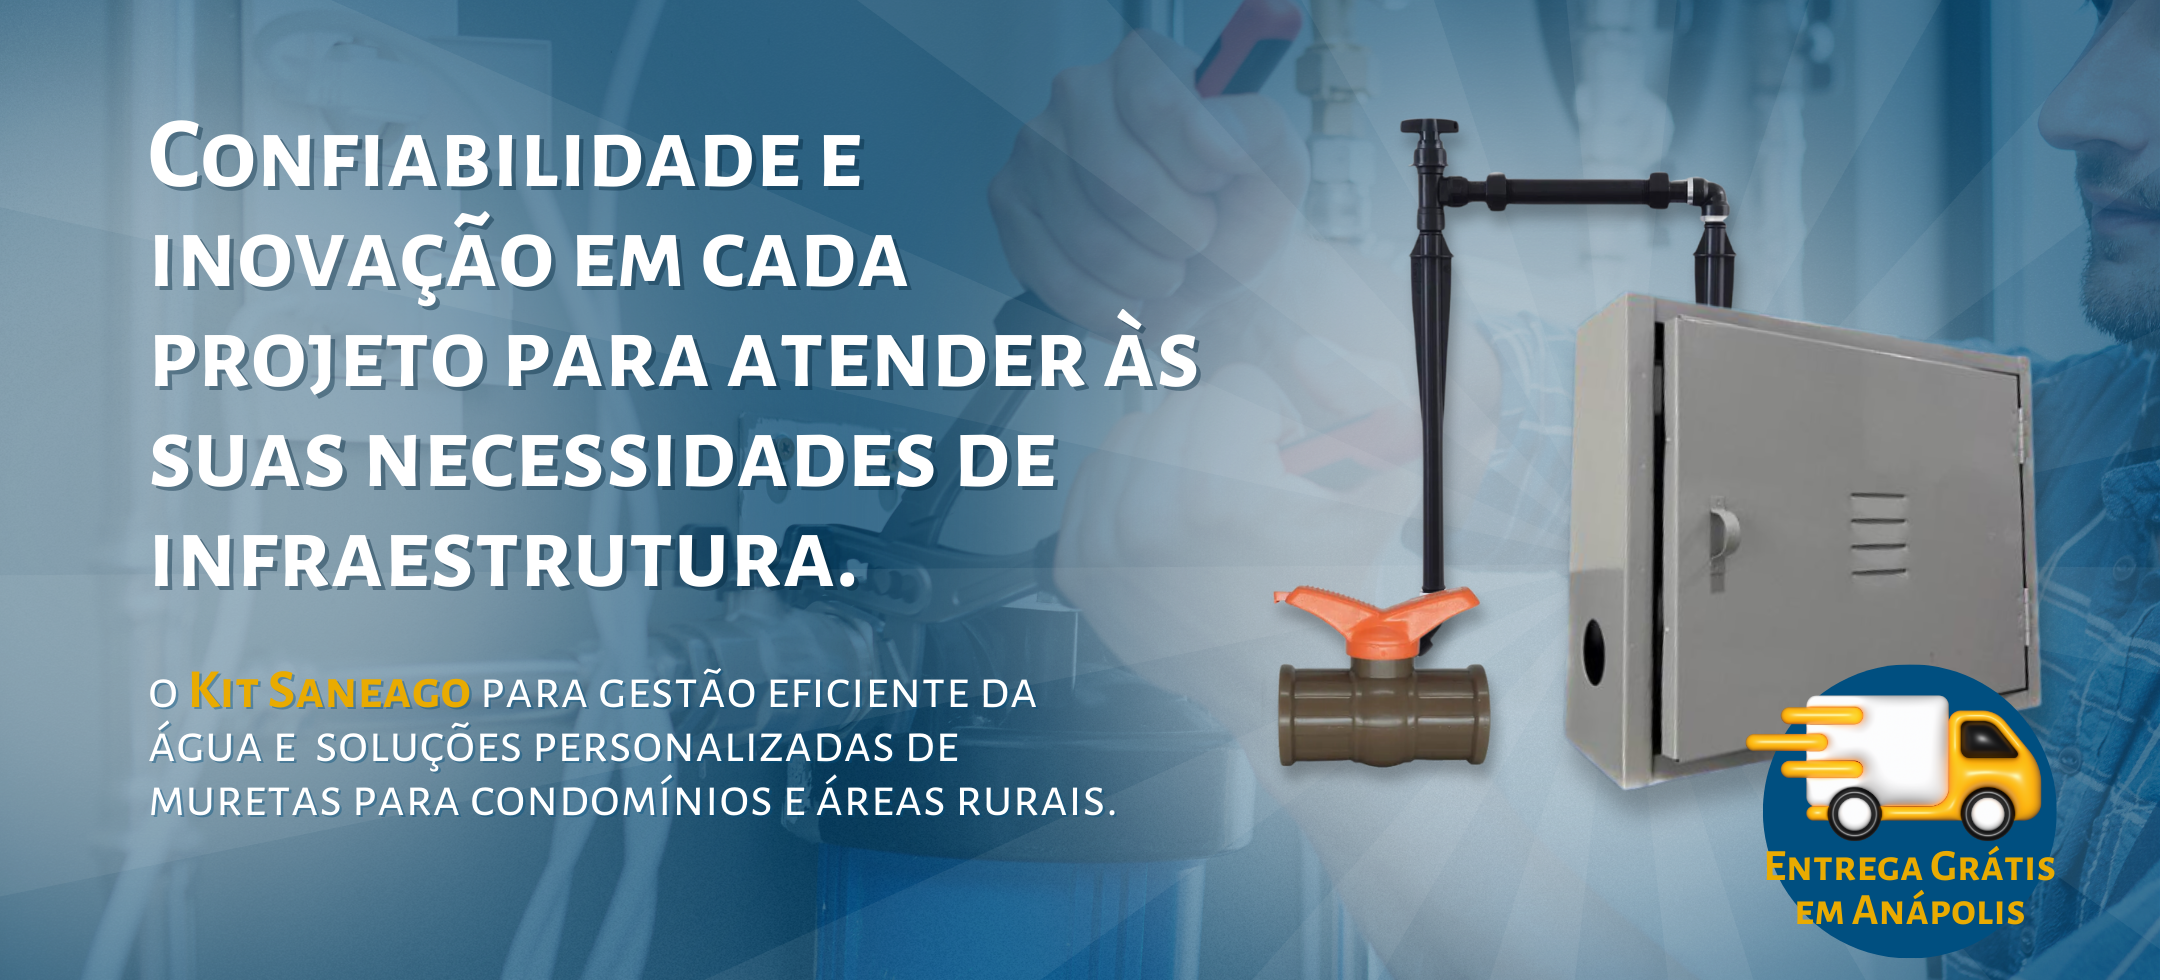 Confiabilidade e
inovação em cada
projeto para atender às
suas necessidades de
infraestrutura.
o Kit Saneago para gestão eficiente da
água e soluções personalizadas de
muretas para condomínios e áreas rurais.
Entrega Grátis
em Anápolis